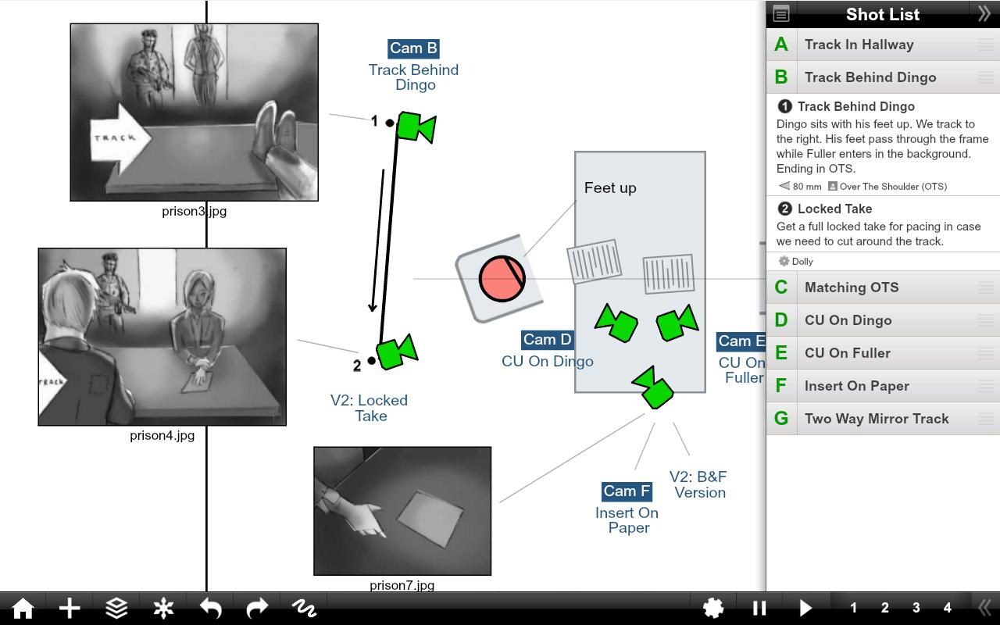 TRACK
prison3.jpg
TRACK
prison4.jpg
prison7.jpg
Cam B
Track Behind
Dingo
1
2
V2: Locked
Take
Feet up
Cam D
CU On Dingo
Cam E
CU On
Fuller
Cam F
Insert On
Paper
V2: B&F
Version
Shot List
A Track In Hallway
B Track Behind Dingo
1 Track Behind Dingo
Dingo sits with his feet up. We track to
the right. His feet pass through the frame
while Fuller enters in the background.
Ending in OTS.
80 mm Over The Shoulder (OTS)
2 Locked Take
Get a full locked take for pacing in case
we need to cut around the track.
Dolly
C Matching OTS
D CU On Dingo
E CU On Fuller
F Insert On Paper
G Two Way Mirror Track
1 2 3 4